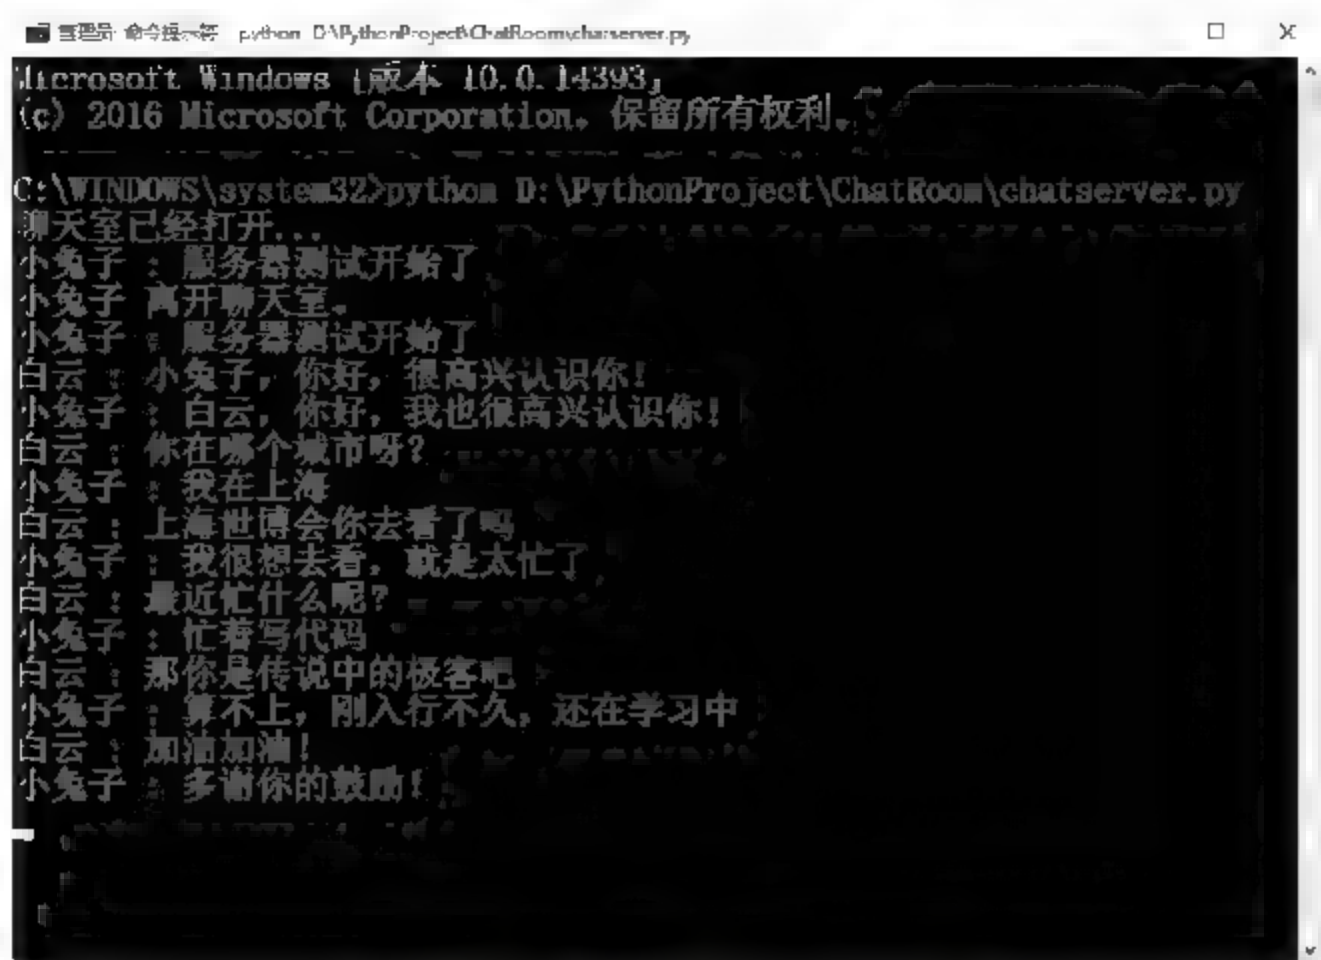 管理员: 命令提示符 - python D:\PythonProject\ChatRoom\chatserver.py
Microsoft Windows [版本 10.0.14393]
(c) 2016 Microsoft Corporation。保留所有权利。
C:\WINDOWS\system32>python D:\PythonProject\ChatRoom\chatserver.py
聊天室已经打开...
小兔子 : 服务器测试开始了
小兔子 离开聊天室。
小兔子 : 服务器测试开始了
白云 : 小兔子，你好，很高兴认识你!
小兔子 : 白云，你好，我也很高兴认识你!
白云 : 你在哪个城市呀?
小兔子 : 我在上海
白云 : 上海世博会你去看了吗
小兔子 : 我很想去看，就是太忙了
白云 : 最近忙什么呢?
小兔子 : 忙着写代码
白云 : 那你是传说中的极客吧
小兔子 : 算不上，刚入行不久，还在学习中
白云 : 加油加油!
小兔子 : 多谢你的鼓励!